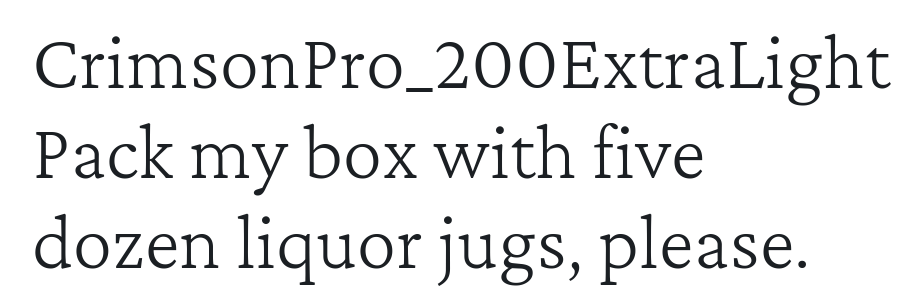 CrimsonPro_200ExtraLight
Pack my box with five
dozen liquor jugs, please.